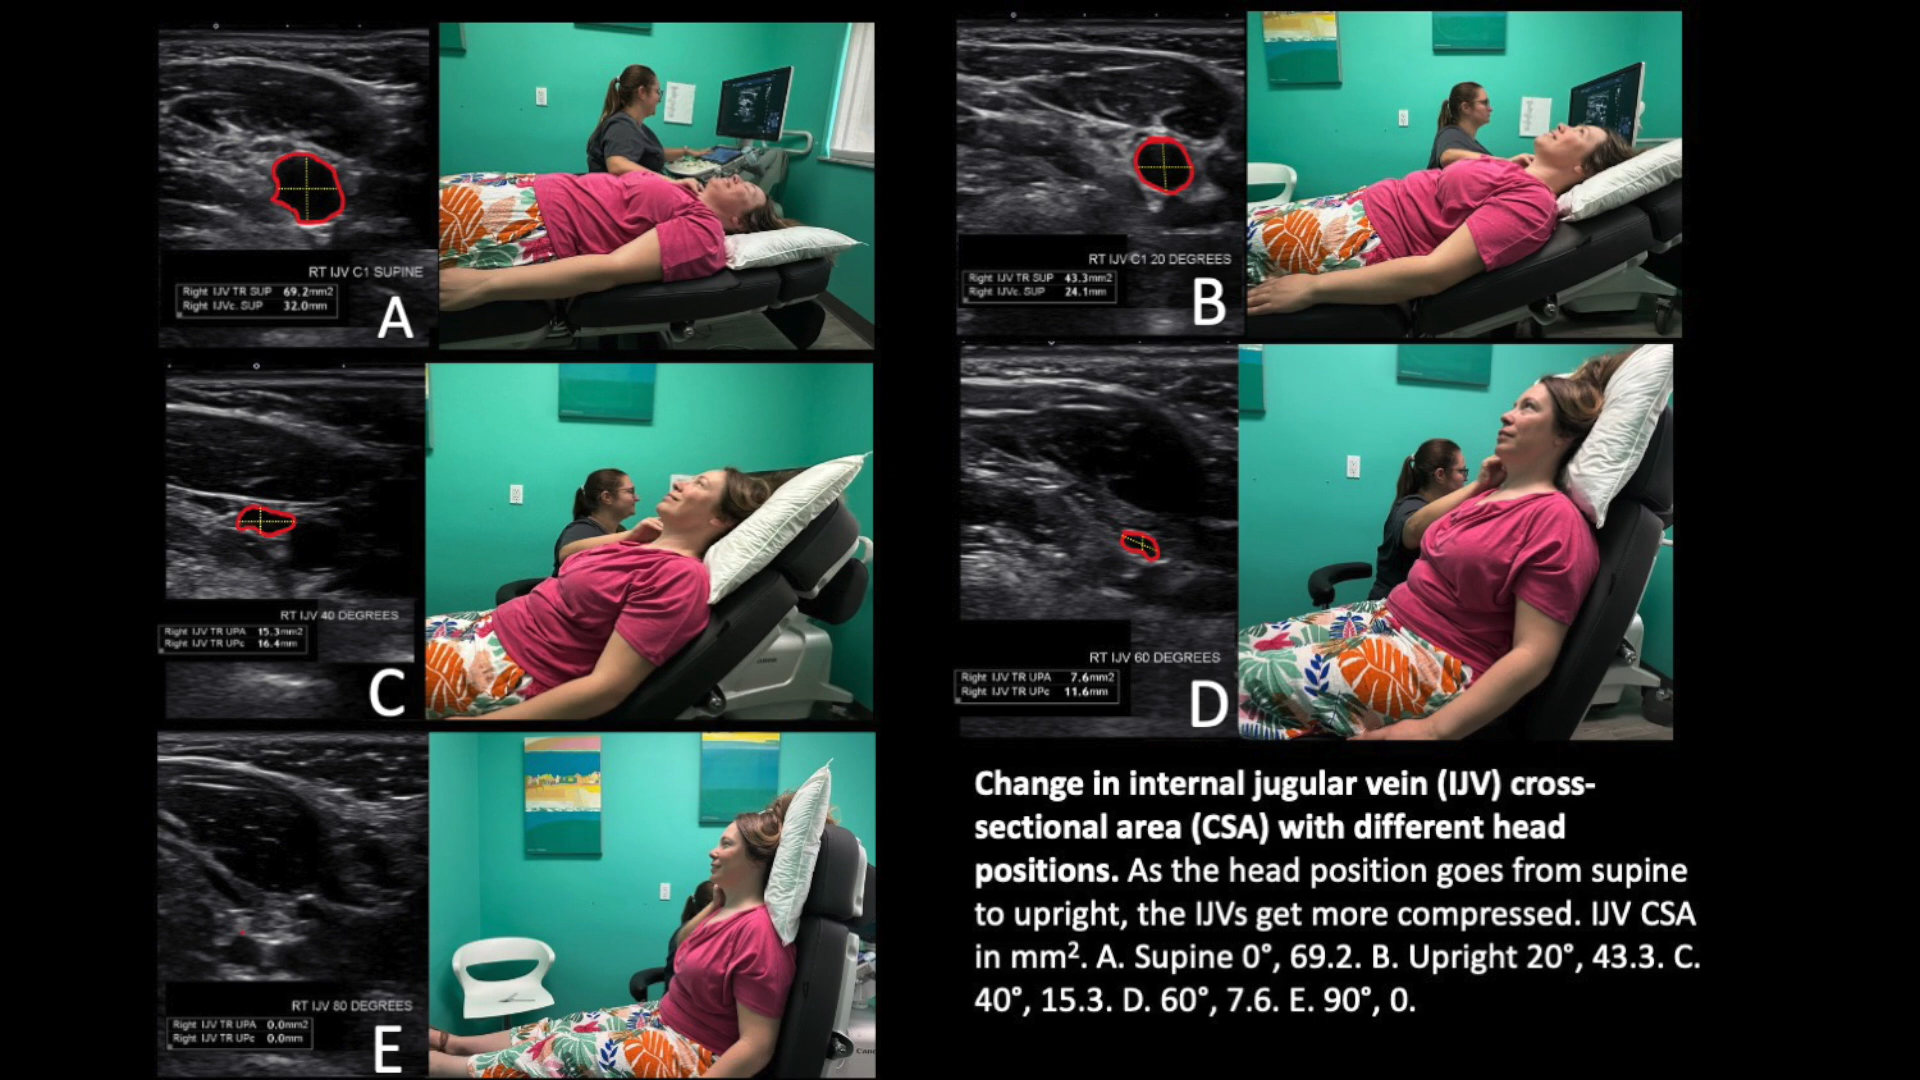 RT IJV C1 SUPINE
Right IJV TR SUP 69.2mm2
Right IJVc. SUP 32.0mm
A
RT IJV C1 20 DEGREES
Right IJV TR SUP 43.3mm2
Right IJVc. SUP 24.1mm
B
RT IJV 40 DEGREES
Right IJV TR UPA 15.3mm2
Right IJV TR UPc 16.4mm
C
RT IJV 60 DEGREES
Right IJV TR UPA 7.6mm2
Right IJV TR UPc 11.6mm
D
RT IJV 80 DEGREES
Right IJV TR UPA 0.0mm2
Right IJV TR UPc 0.0mm
E
Change in internal jugular vein (IJV) cross-
sectional area (CSA) with different head
positions. As the head position goes from supine
to upright, the IJVs get more compressed. IJV CSA
in mm². A. Supine 0°, 69.2. B. Upright 20°, 43.3. C.
40°, 15.3. D. 60°, 7.6. E. 90°, 0.